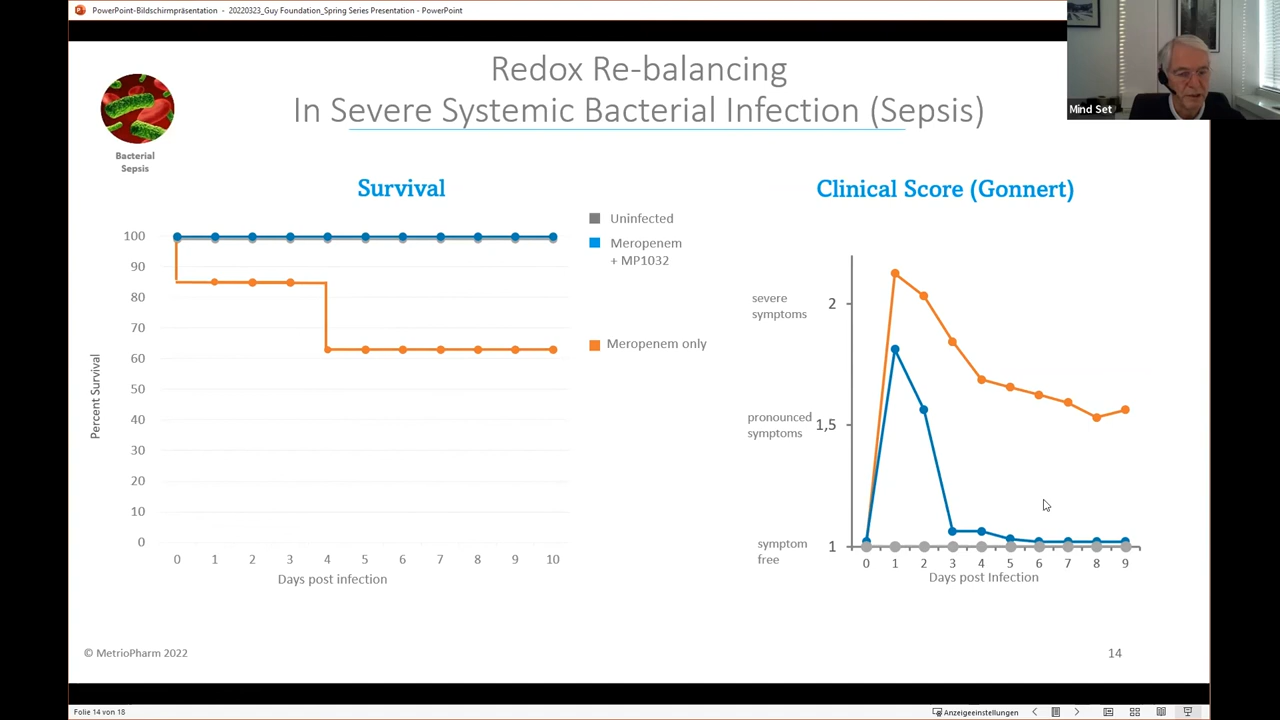 PowerPoint-Bildschirmpräsentation - 20220323_Guy Foundation_Spring Series Presentation - PowerPoint
Mind Set
Redox Re-balancing
In Severe Systemic Bacterial Infection (Sepsis)
Bacterial
Sepsis
Survival
Percent Survival
100
90
80
70
60
50
40
30
20
10
0
0 1 2 3 4 5 6 7 8 9 10
Days post infection
Uninfected
Meropenem
+ MP1032
Meropenem only
Clinical Score (Gonnert)
severe
symptoms
2
pronounced
symptoms
1,5
symptom
free
1
0 1 2 3 4 5 6 7 8 9
Days post Infection
© MetrioPharm 2022
14
Folie 14 von 18
Anzeigeeinstellungen